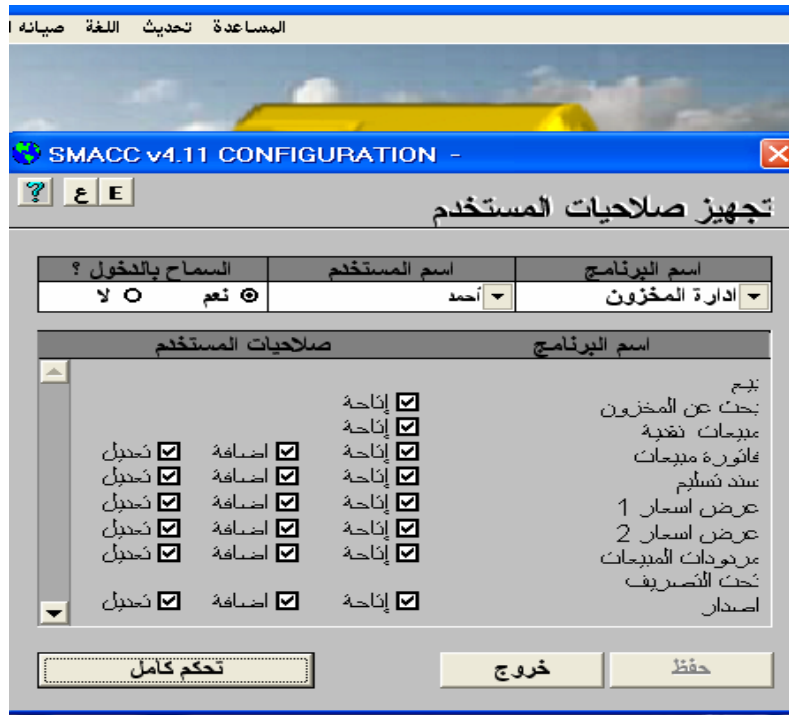 المساعدة تحديث اللغة صيانه
SMACC v4.11 CONFIGURATION -
? ع E
تجهيز صلاحيات المستخدم
اسم البرنامج اسم المستخدم السماح بالدخول ؟
ادارة المخزون أحمد نعم لا
اسم البرنامج صلاحيات المستخدم
بيع
بحث عن المخزون إتاحة
مبيعات نقدية إتاحة
فاتورة مبيعات إتاحة اضافة تعديل
سند تسليم إتاحة اضافة تعديل
عرض اسعار 1 إتاحة اضافة تعديل
عرض اسعار 2 إتاحة اضافة تعديل
مردودات المبيعات إتاحة اضافة تعديل
تحت التصريف
اصدار إتاحة اضافة تعديل
حفظ خروج تحكم كامل